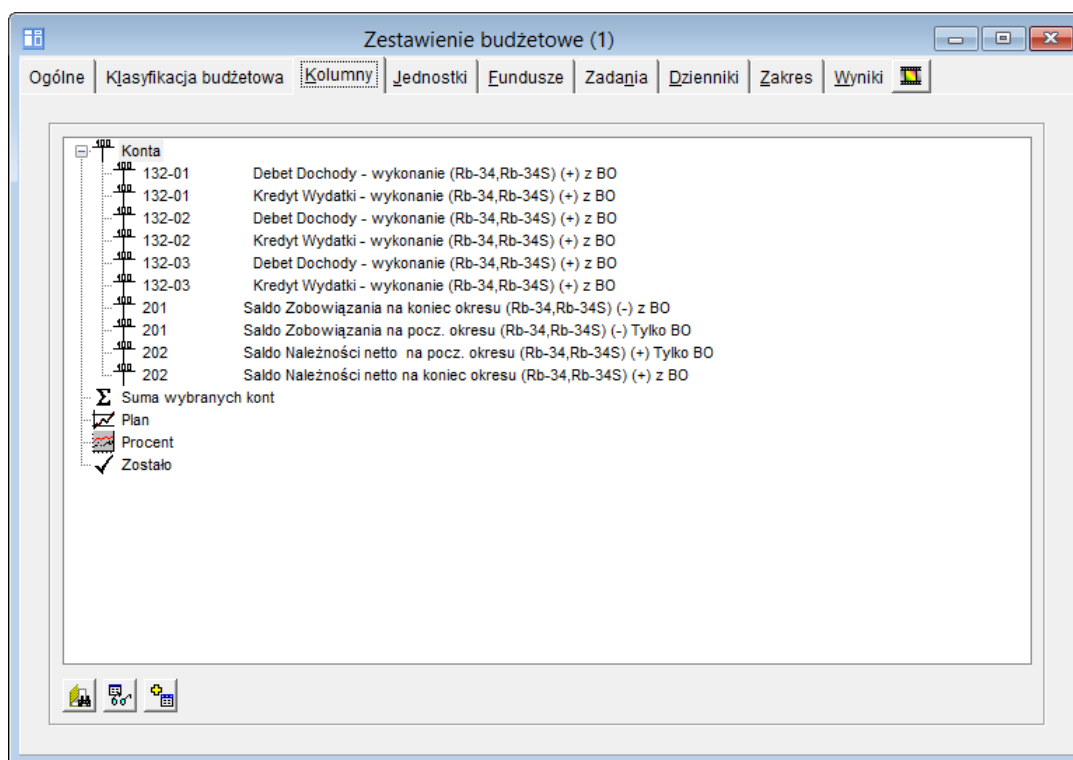 Zestawienie budżetowe (1)
Ogólne Klasyfikacja budżetowa Kolumny Jednostki Fundusze Zadania Dzienniki Zakres Wyniki
Konta
132-01 Debet Dochody - wykonanie (Rb-34,Rb-34S) (+) z BO
132-01 Kredyt Wydatki - wykonanie (Rb-34,Rb-34S) (+) z BO
132-02 Debet Dochody - wykonanie (Rb-34,Rb-34S) (+) z BO
132-02 Kredyt Wydatki - wykonanie (Rb-34,Rb-34S) (+) z BO
132-03 Debet Dochody - wykonanie (Rb-34,Rb-34S) (+) z BO
132-03 Kredyt Wydatki - wykonanie (Rb-34,Rb-34S) (+) z BO
201 Saldo Zobowiązania na koniec okresu (Rb-34,Rb-34S) (-) z BO
201 Saldo Zobowiązania na pocz. okresu (Rb-34,Rb-34S) (-) Tylko BO
202 Saldo Należności netto na pocz. okresu (Rb-34,Rb-34S) (+) Tylko BO
202 Saldo Należności netto na koniec okresu (Rb-34,Rb-34S) (+) z BO
Σ Suma wybranych kont
Plan
Procent
Zostało